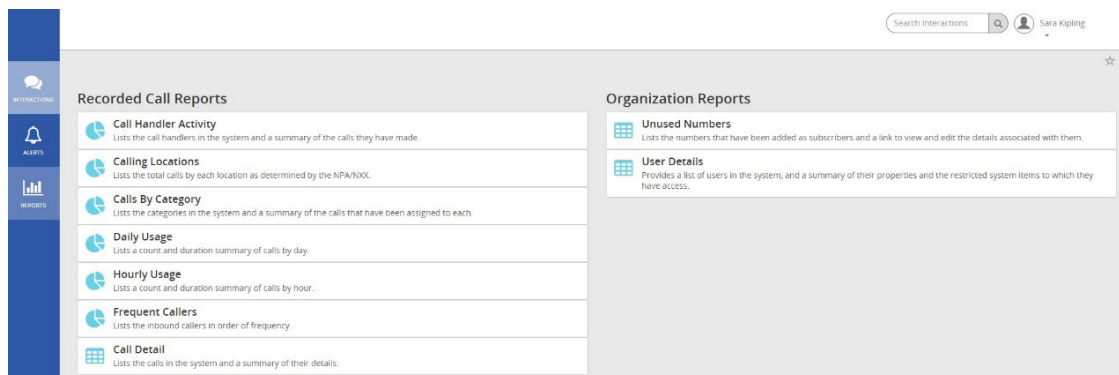 Search Interactions
Sara Kipling
INTERACTIONS
ALERTS
REPORTS
Recorded Call Reports
Call Handler Activity
Lists the call handlers in the system and a summary of the calls they have made.
Calling Locations
Lists the total calls by each location as determined by the NPA/NXX.
Calls By Category
Lists the categories in the system and a summary of the calls that have been assigned to each.
Daily Usage
Lists a count and duration summary of calls by day.
Hourly Usage
Lists a count and duration summary of calls by hour.
Frequent Callers
Lists the inbound callers in order of frequency.
Call Detail
Lists the calls in the system and a summary of their details.
Organization Reports
Unused Numbers
Lists the numbers that have been added as subscribers and a link to view and edit the details associated with them.
User Details
Provides a list of users in the system, and a summary of their properties and the restricted system items to which they
have access.